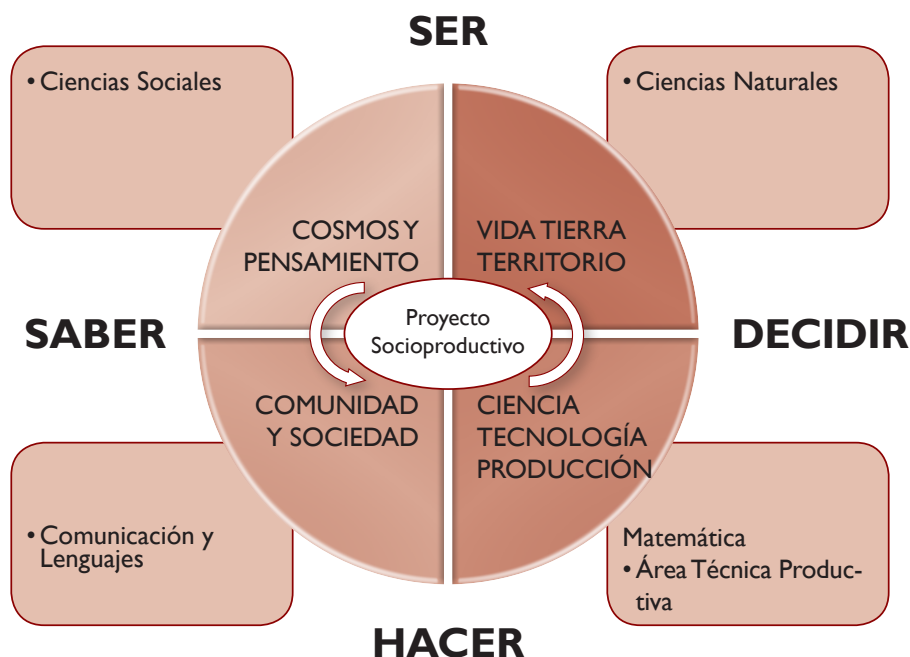 SER
• Ciencias Sociales
• Ciencias Naturales
COSMOS Y
PENSAMIENTO
VIDA TIERRA
TERRITORIO
SABER
Proyecto
Socioproductivo
DECIDIR
COMUNIDAD
Y SOCIEDAD
CIENCIA
TECNOLOGÍA
PRODUCCIÓN
• Comunicación y
Lenguajes
Matemática
• Área Técnica Produc-
tiva
HACER